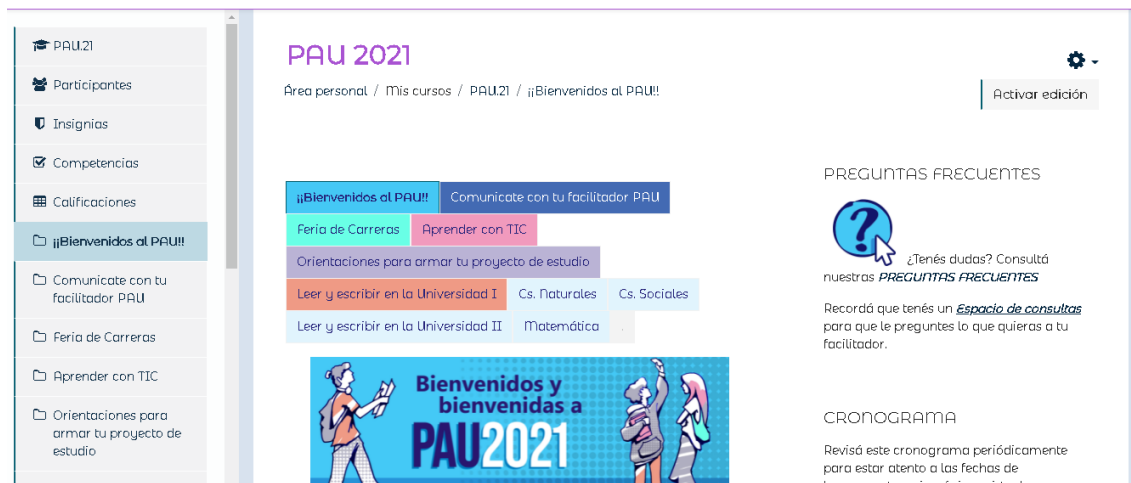 PAU.21
Participantes
Insignias
Competencias
Calificaciones
¡¡Bienvenidos al PAU!!
Comunicate con tu
facilitador PAU
Feria de Carreras
Aprender con TIC
Orientaciones para
armar tu proyecto de
estudio
PAU 2021
Área personal / Mis cursos / PAU.21 / ¡¡Bienvenidos al PAU!!
Activar edición
¡¡Bienvenidos al PAU!! Comunicate con tu facilitador PAU
Feria de Carreras Aprender con TIC
Orientaciones para armar tu proyecto de estudio
Leer y escribir en la Universidad I Cs. Naturales Cs. Sociales
Leer y escribir en la Universidad II Matemática .
Bienvenidos y
bienvenidas a
PAU2021
PREGUNTAS FRECUENTES
¿Tenés dudas? Consultá
nuestras PREGUNTAS FRECUENTES
Recordá que tenés un Espacio de consultas
para que le preguntes lo que quieras a tu
facilitador.
CRONOGRAMA
Revisá este cronograma periódicamente
para estar atento a las fechas de